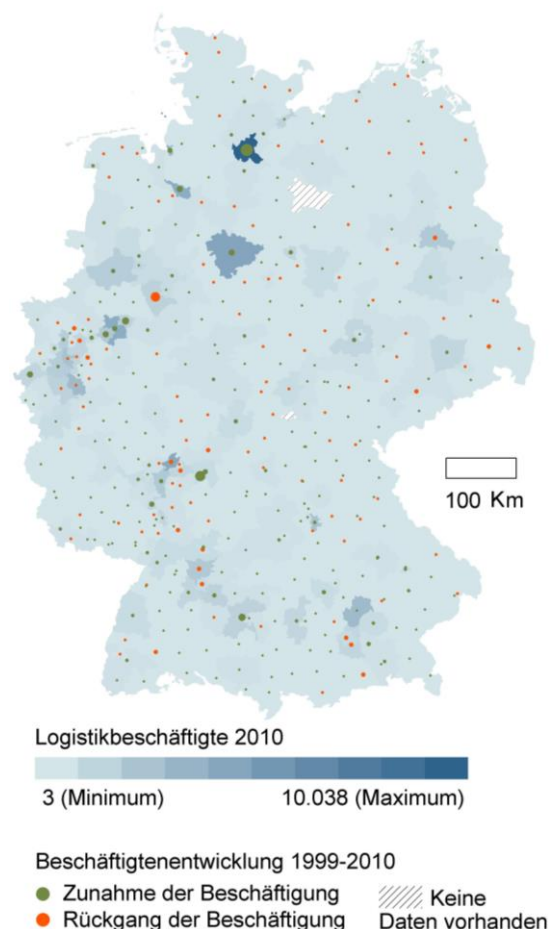 100 Km
Logistikbeschäftigte 2010
3 (Minimum) 10.038 (Maximum)
Beschäftigtenentwicklung 1999-2010
Zunahme der Beschäftigung
Rückgang der Beschäftigung
Keine
Daten vorhanden